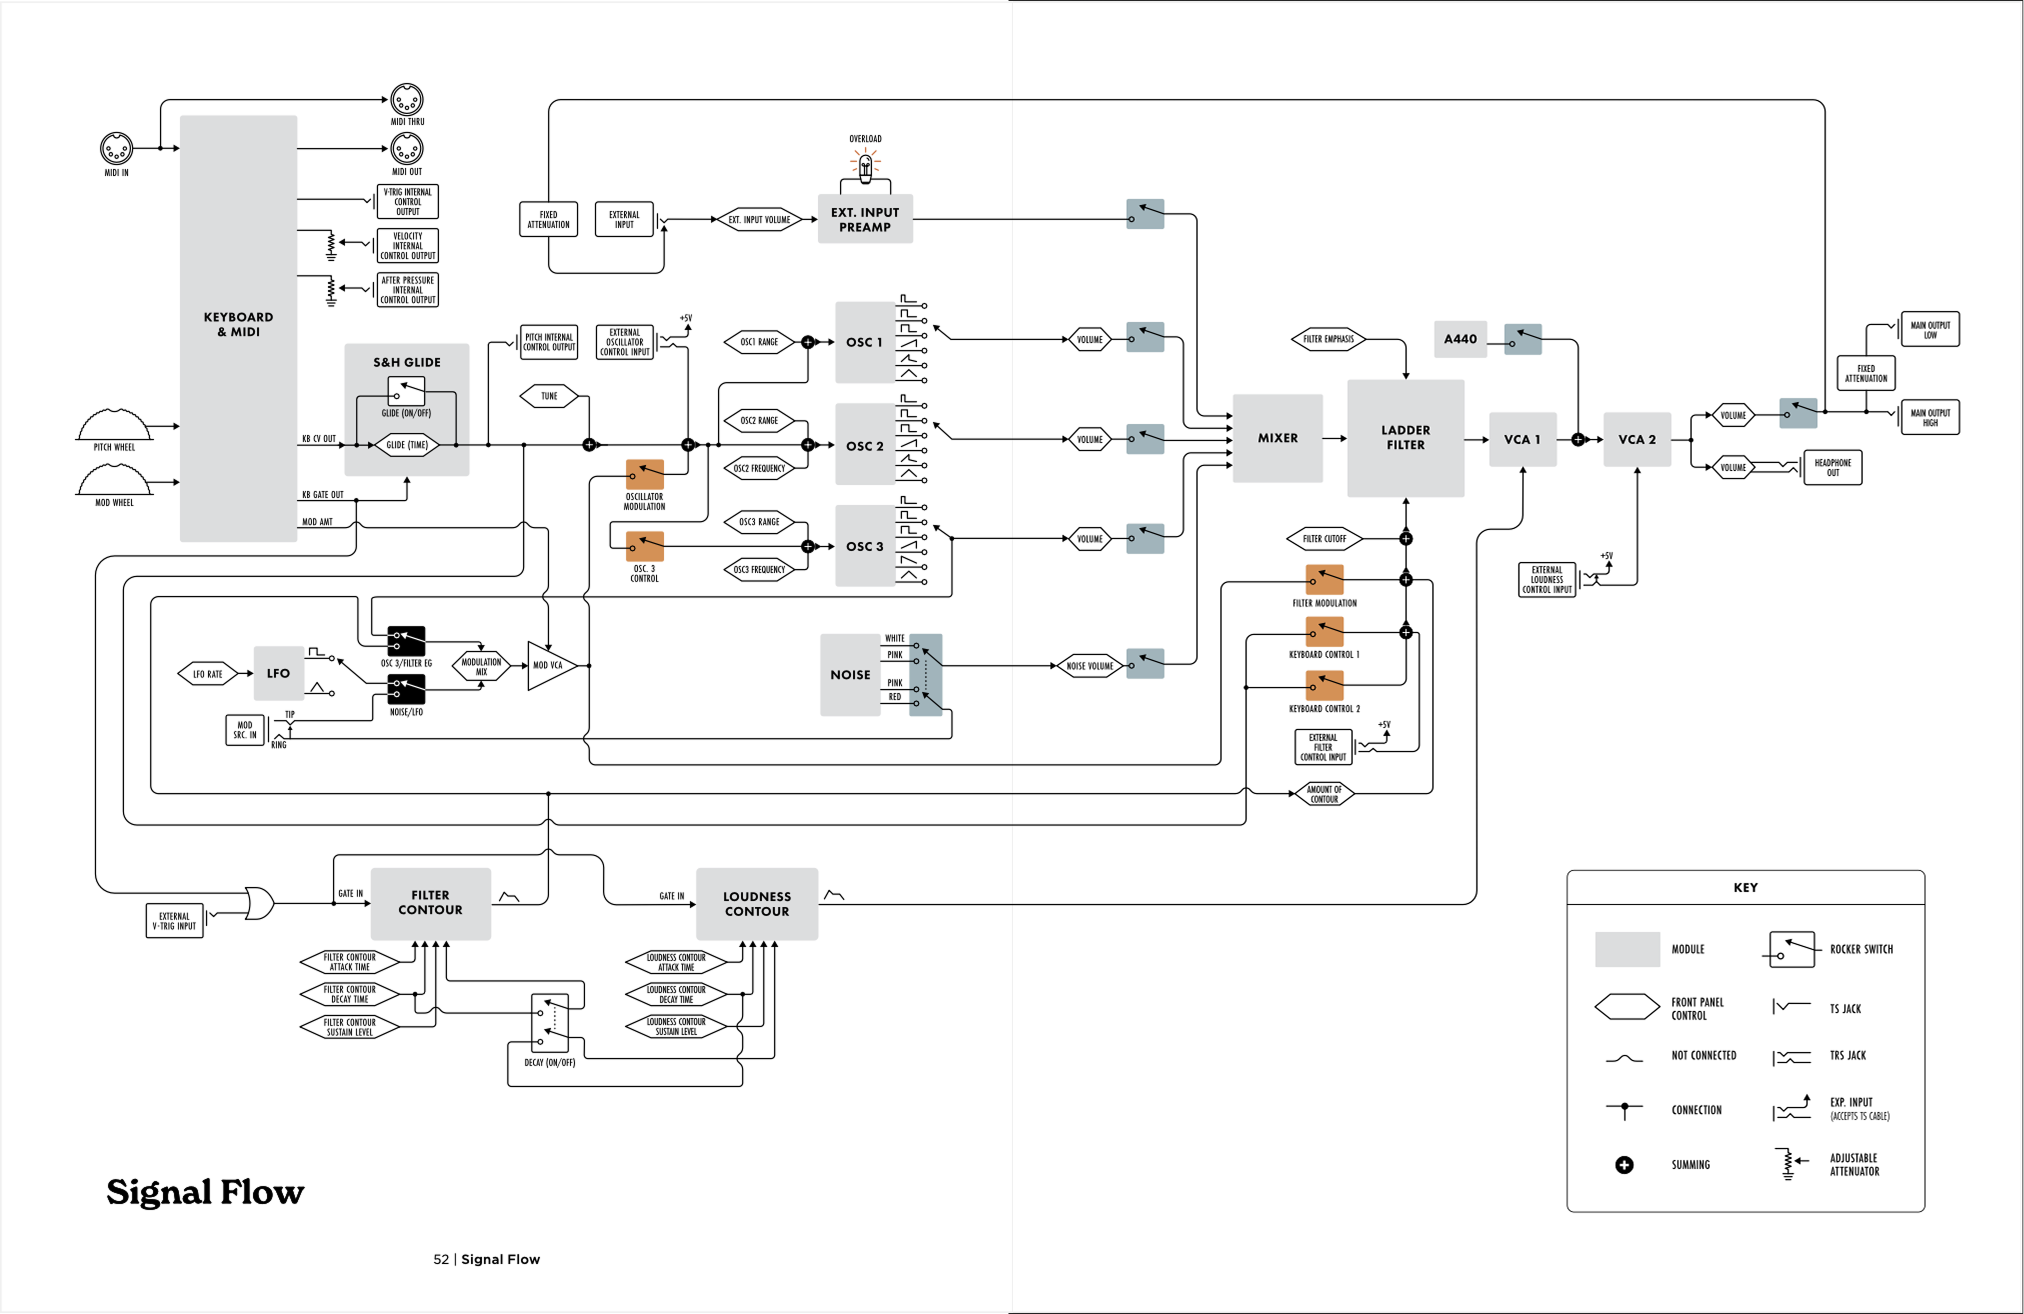 MIDI THRU
MIDI IN
MIDI OUT
V-TRIG INTERNAL
CONTROL
OUTPUT
VELOCITY
INTERNAL
CONTROL OUTPUT
AFTER PRESSURE
INTERNAL
CONTROL OUTPUT
KEYBOARD
& MIDI
PITCH WHEEL
MOD WHEEL
S&H GLIDE
GLIDE (ON/OFF)
GLIDE (TIME)
KB CV OUT
KB GATE OUT
MOD AMT
OVERLOAD
FIXED
ATTENUATION
EXTERNAL
INPUT
EXT. INPUT VOLUME
EXT. INPUT
PREAMP
PITCH INTERNAL
CONTROL OUTPUT
EXTERNAL
OSCILLATOR
CONTROL INPUT
+5V
TUNE
OSC1 RANGE
OSC 1
OSC2 RANGE
OSC 2
OSC2 FREQUENCY
OSCILLATOR
MODULATION
OSC3 RANGE
OSC 3
OSC3 FREQUENCY
OSC. 3
CONTROL
VOLUME
VOLUME
VOLUME
MIXER
FILTER EMPHASIS
LADDER
FILTER
A440
VCA 1
VCA 2
VOLUME
VOLUME
MAIN OUTPUT
LOW
FIXED
ATTENUATION
MAIN OUTPUT
HIGH
HEADPHONE
OUT
FILTER CUTOFF
FILTER MODULATION
KEYBOARD CONTROL 1
KEYBOARD CONTROL 2
+5V
EXTERNAL
FILTER
CONTROL INPUT
AMOUNT OF
CONTOUR
+5V
EXTERNAL
LOUDNESS
CONTROL INPUT
LFO RATE
LFO
OSC 3/FILTER EG
NOISE/LFO
MODULATION
MIX
MOD VCA
MOD
SRC. IN
TIP
RING
NOISE
WHITE
PINK
PINK
RED
NOISE VOLUME
EXTERNAL
V-TRIG INPUT
GATE IN
FILTER
CONTOUR
GATE IN
LOUDNESS
CONTOUR
FILTER CONTOUR
ATTACK TIME
FILTER CONTOUR
DECAY TIME
FILTER CONTOUR
SUSTAIN LEVEL
DECAY (ON/OFF)
LOUDNESS CONTOUR
ATTACK TIME
LOUDNESS CONTOUR
DECAY TIME
LOUDNESS CONTOUR
SUSTAIN LEVEL
KEY
MODULE
ROCKER SWITCH
FRONT PANEL
CONTROL
TS JACK
NOT CONNECTED
TRS JACK
CONNECTION
EXP. INPUT
(ACCEPTS TS CABLE)
SUMMING
ADJUSTABLE
ATTENUATOR
Signal Flow
52 | Signal Flow